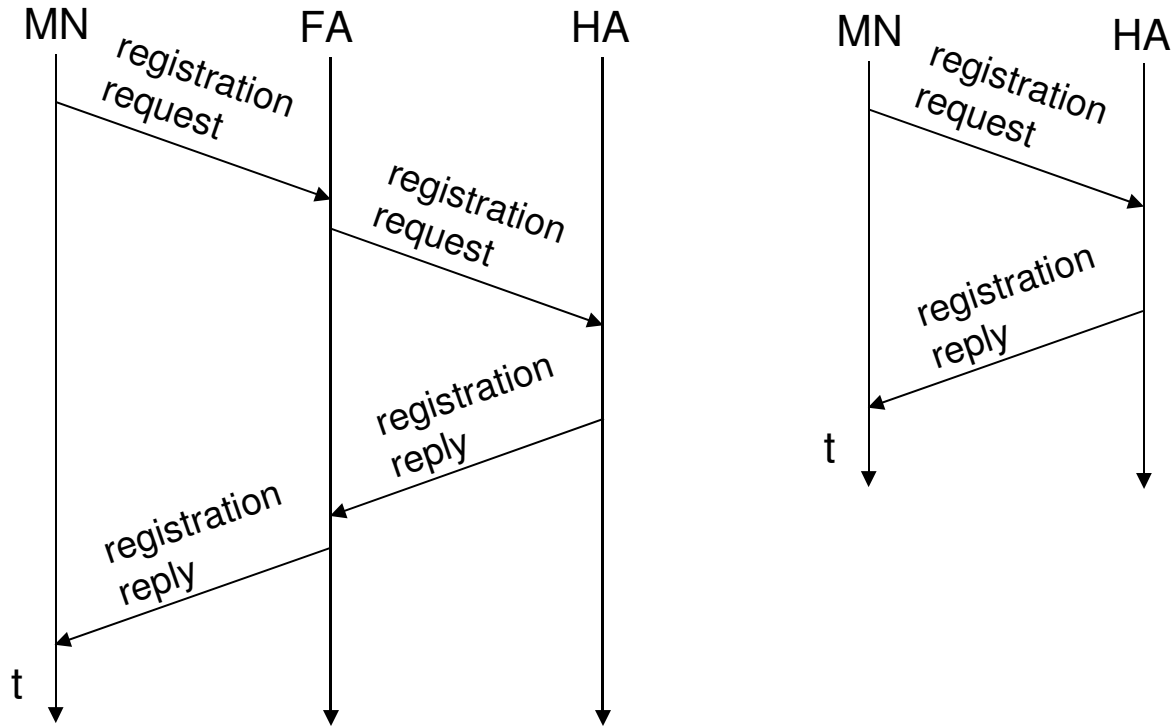 MN
FA
HA
registration
request
registration
request
registration
reply
registration
reply
t
MN
HA
registration
request
registration
reply
t